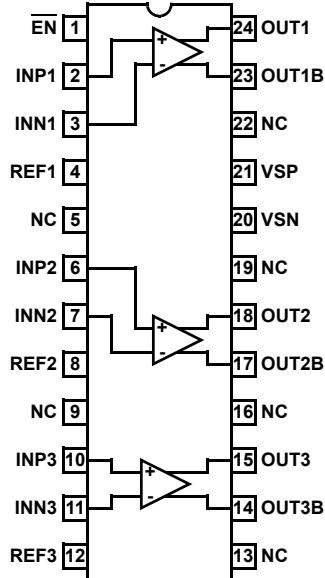 EN 1 24 OUT1
INP1 2 + - 23 OUT1B
INN1 3 22 NC
REF1 4 21 VSP
NC 5 20 VSN
INP2 6 19 NC
INN2 7 + - 18 OUT2
REF2 8 17 OUT2B
NC 9 16 NC
INP3 10 + 15 OUT3
INN3 11 - 14 OUT3B
REF3 12 13 NC